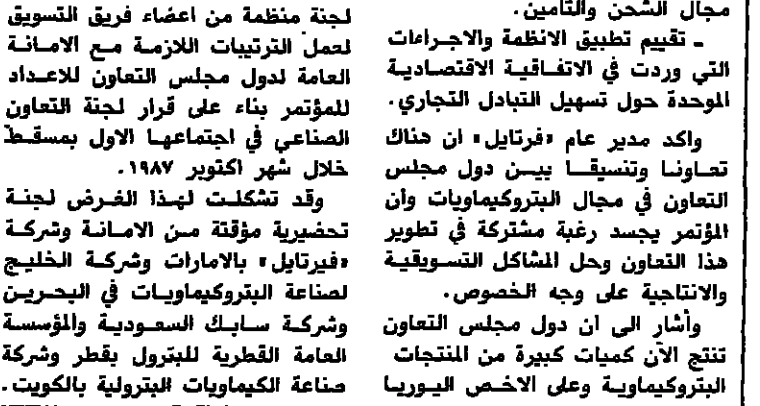 مجال الشحن والتامين.
ـ تقييم تطبيق الانظمة والاجراءات
التي وردت في الاتفاقية الاقتصادية
الموحدة حول تسهيل التبادل التجاري.
واكد مدير عام «فرتايل» ان هناك
تعاونا وتنسيقا بين دول مجلس
التعاون في مجال البتروكيماويات وأن
المؤتمر يجسد رغبة مشتركة في تطوير
هذا التعاون وحل المشاكل التسويقية
والانتاجية على وجه الخصوص.
وأشار الى ان دول مجلس التعاون
تنتج الآن كميات كبيرة من المنتجات
البتروكيماوية وعلى الاخص اليوريا
لجنة منظمة من اعضاء فريق التسويق
لعمل الترتيبات اللازمة مع الامانة
العامة لدول مجلس التعاون للاعداد
للمؤتمر بناء على قرار لجنة التعاون
الصناعي في اجتماعها الاول بمسقط
خلال شهر اكتوبر ١٩٨٧.
وقد تشكلت لهذا الغرض لجنة
تحضيرية مؤقتة من الامانة وشركة
«فيرتايل» بالامارات وشركة الخليج
لصناعة البتروكيماويات في البحرين
وشركة سابك السعودية والمؤسسة
العامة القطرية للبترول بقطر وشركة
صناعة الكيماويات البترولية بالكويت.